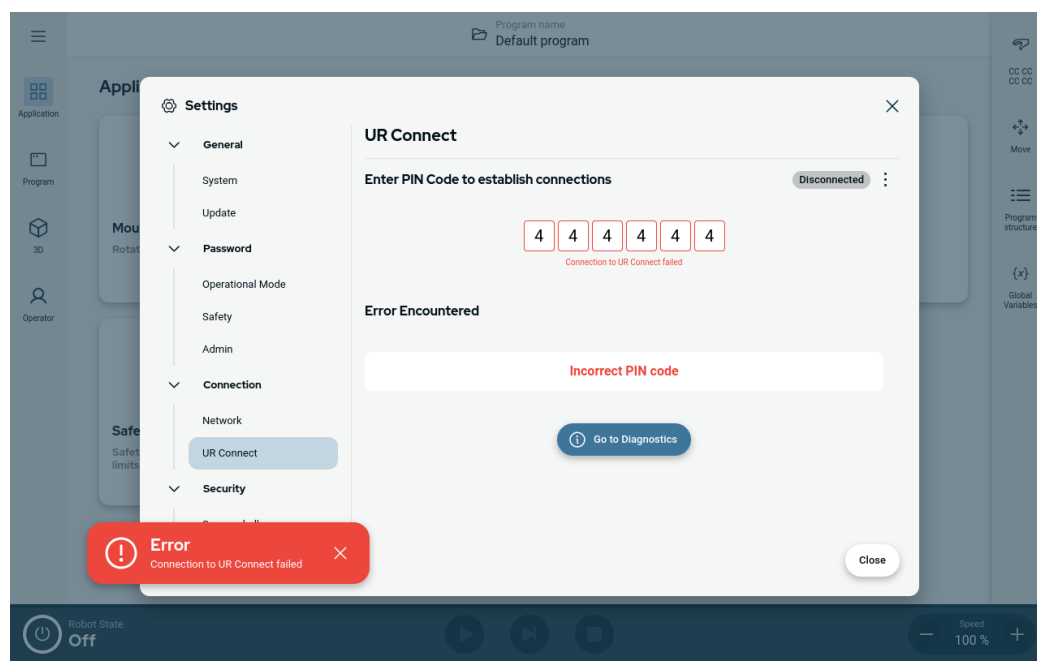 Program name
Default program
Application
Program
3D
Operator
Appli
Mou
Rotat
Safe
Safet
limits
Settings
General
System
Update
Password
Operational Mode
Safety
Admin
Connection
Network
UR Connect
Security
UR Connect
Enter PIN Code to establish connections
Disconnected
4 4 4 4 4 4
Connection to UR Connect failed
Error Encountered
Incorrect PIN code
Go to Diagnostics
Close
Error
Connection to UR Connect failed
CC CC
CC CC
Move
Program
structure
{x}
Global
Variables
Robot State
Off
Speed
100 %